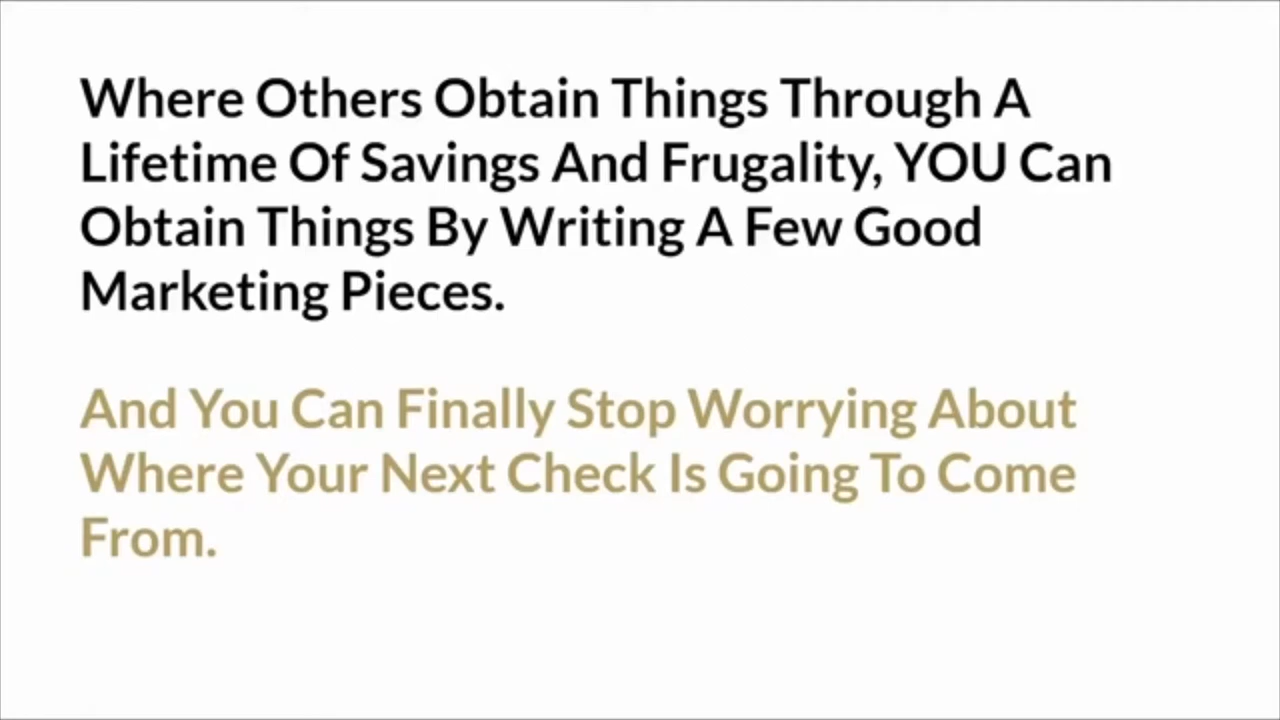 Where Others Obtain Things Through A
Lifetime Of Savings And Frugality, YOU Can
Obtain Things By Writing A Few Good
Marketing Pieces.
And You Can Finally Stop Worrying About
Where Your Next Check Is Going To Come
From.